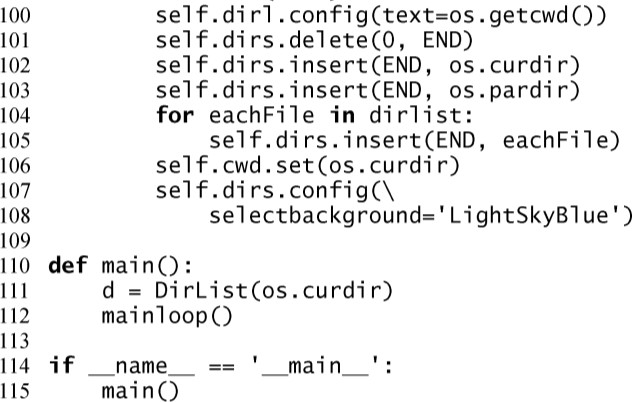 100         self.dirl.config(text=os.getcwd())
101         self.dirs.delete(0, END)
102         self.dirs.insert(END, os.curdir)
103         self.dirs.insert(END, os.pardir)
104         for eachFile in dirlist:
105             self.dirs.insert(END, eachFile)
106         self.cwd.set(os.curdir)
107         self.dirs.config(\
108             selectbackground='LightSkyBlue')
109
110 def main():
111     d = DirList(os.curdir)
112     mainloop()
113
114 if __name__ == '__main__':
115     main()